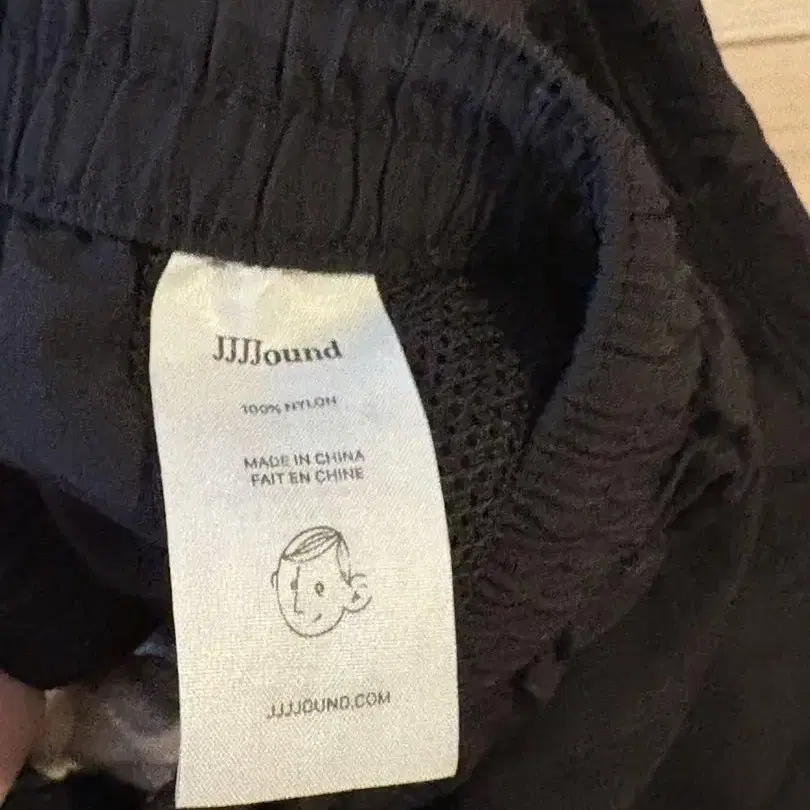 JJJJound
100% NYLON
MADE IN CHINA
FAIT EN CHINE
JJJJOUND.COM